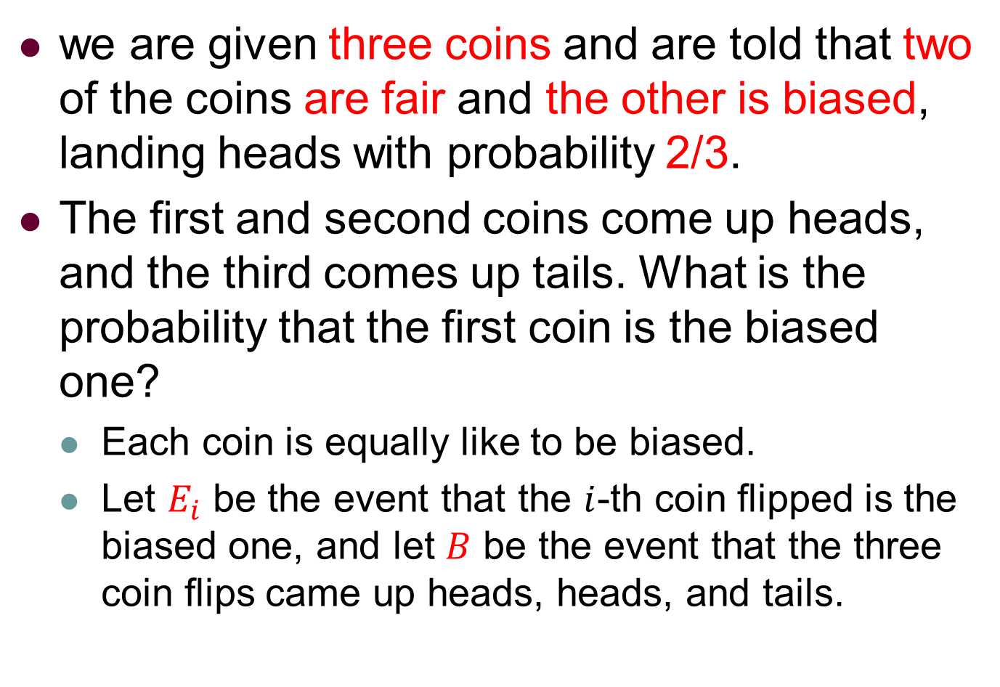 ● we are given three coins and are told that two
of the coins are fair and the other is biased,
landing heads with probability 2/3.
● The first and second coins come up heads,
and the third comes up tails. What is the
probability that the first coin is the biased
one?
● Each coin is equally like to be biased.
● Let E_i be the event that the i-th coin flipped is the
biased one, and let B be the event that the three
coin flips came up heads, heads, and tails.